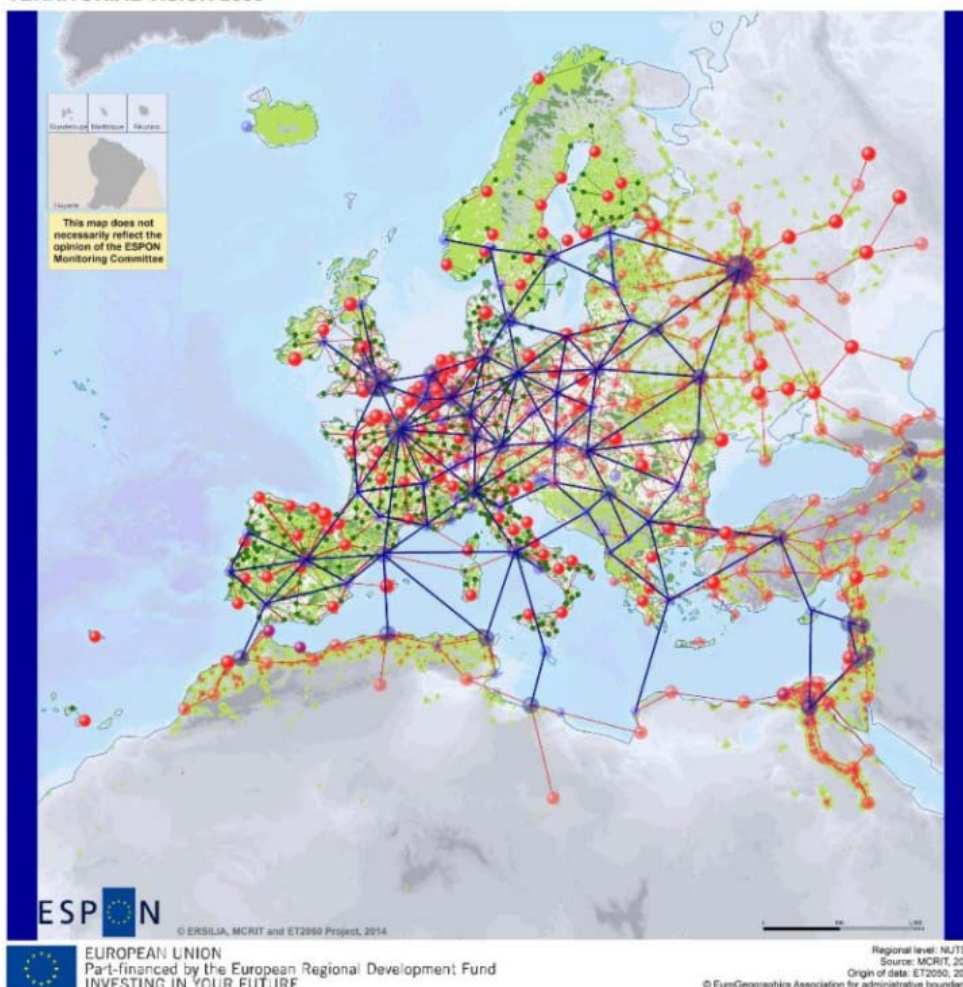 Guadeloupe Martinique Réunion
Guyane
This map does not
necessarily reflect the
opinion of the ESPON
Monitoring Committee
ESPON
© ERSILIA, MCRIT and ET2050 Project, 2014
EUROPEAN UNION
Part-financed by the European Regional Development Fund
INVESTING IN YOUR FUTURE
Regional level: NUTS
Source: MCRIT, 20
Origin of data: ET2050, 20
© EuroGeographics Association for administrative boundar